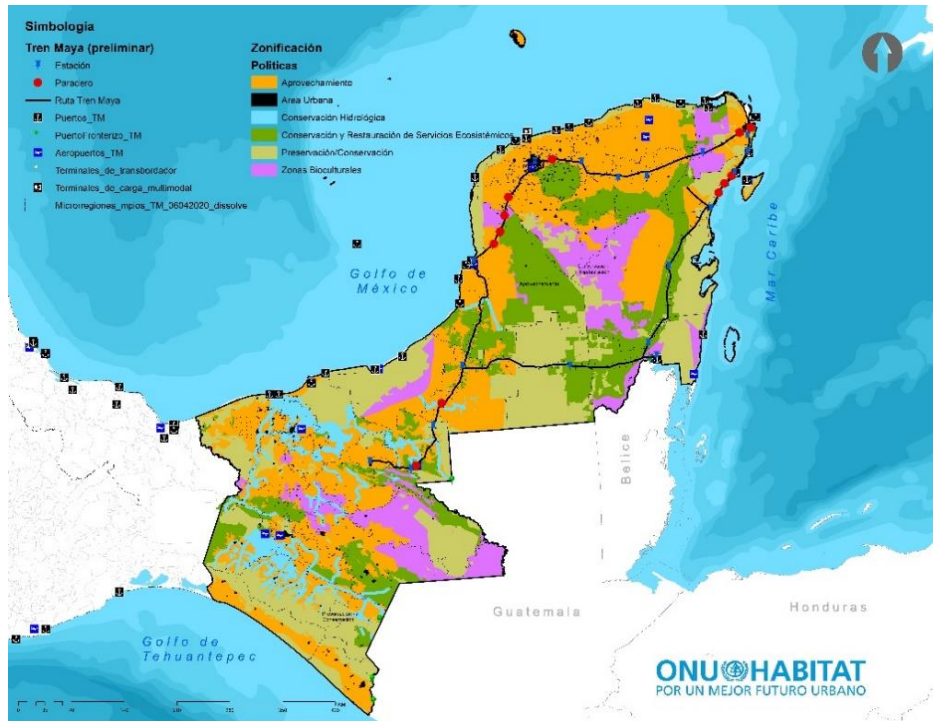 Simbología
Tren Maya (preliminar)
Estación
Paradero
Ruta Tren Maya
Puertos_TM
PuertoFronterizo_TM
Aeropuertos_TM
Terminales_de_transbordador
Terminales_de_carga_multimodal
Microrregiones_mpios_TM_06042020_dissolve
Zonificación
Políticas
Aprovechamiento
Area Urbana
Conservación Hidrológica
Conservación y Restauración de Servicios Ecosistémicos
Preservación/Conservación
Zonas Bioculturales
Golfo de
México
Mar Caribe
Aprovechamiento
Belice
Guatemala
Honduras
Golfo de
Tehuantepec
ONU HABITAT
POR UN MEJOR FUTURO URBANO